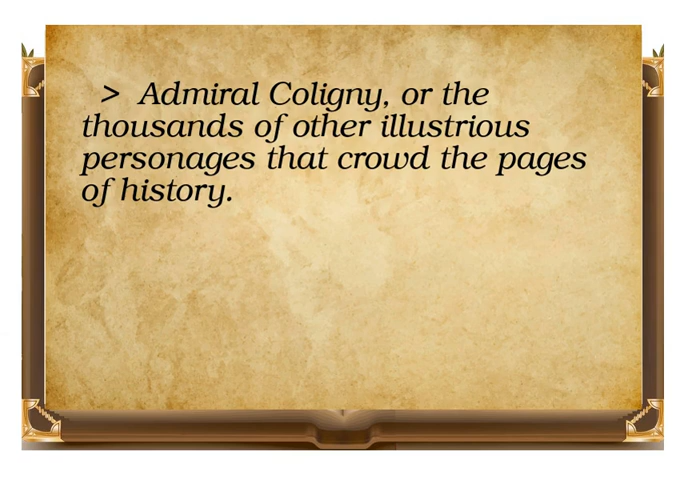 > Admiral Coligny, or the
thousands of other illustrious
personages that crowd the pages
of history.